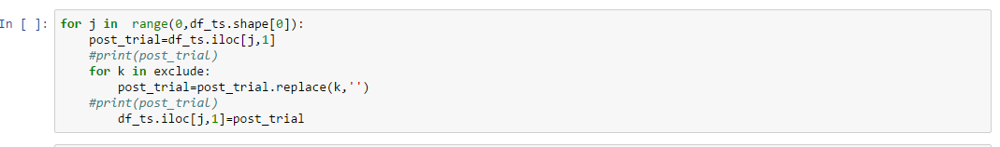 In [ ]: for j in  range(0,df_ts.shape[0]):
    post_trial=df_ts.iloc[j,1]
    #print(post_trial)
    for k in exclude:
        post_trial=post_trial.replace(k,'')
    #print(post_trial)
        df_ts.iloc[j,1]=post_trial